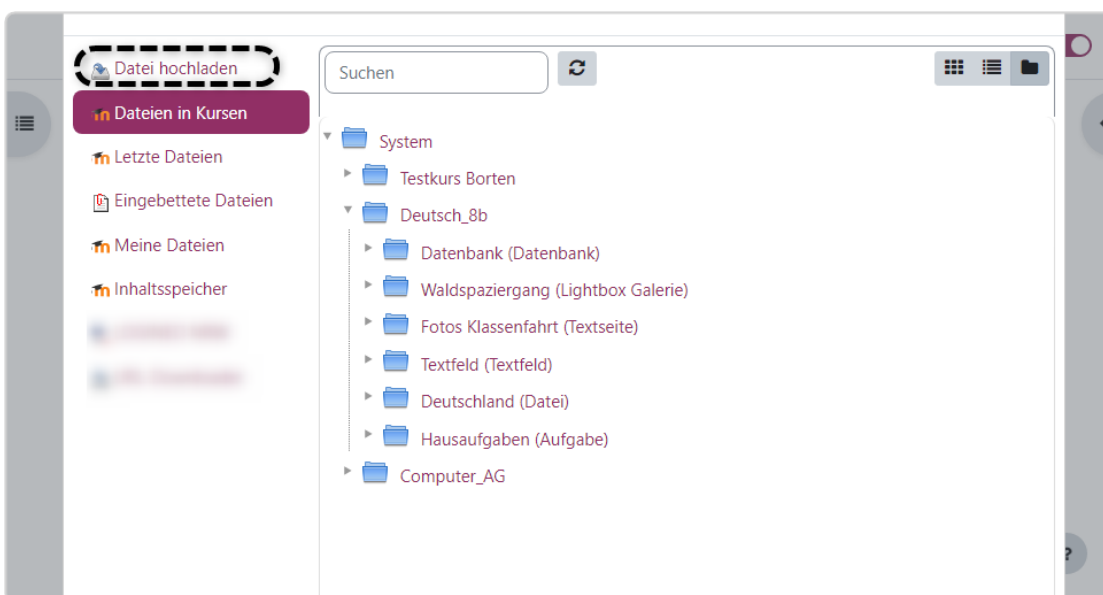 Datei hochladen
Dateien in Kursen
Letzte Dateien
Eingebettete Dateien
Meine Dateien
Inhaltsspeicher
Suchen
System
Testkurs Borten
Deutsch_8b
Datenbank (Datenbank)
Waldspaziergang (Lightbox Galerie)
Fotos Klassenfahrt (Textseite)
Textfeld (Textfeld)
Deutschland (Datei)
Hausaufgaben (Aufgabe)
Computer_AG
?